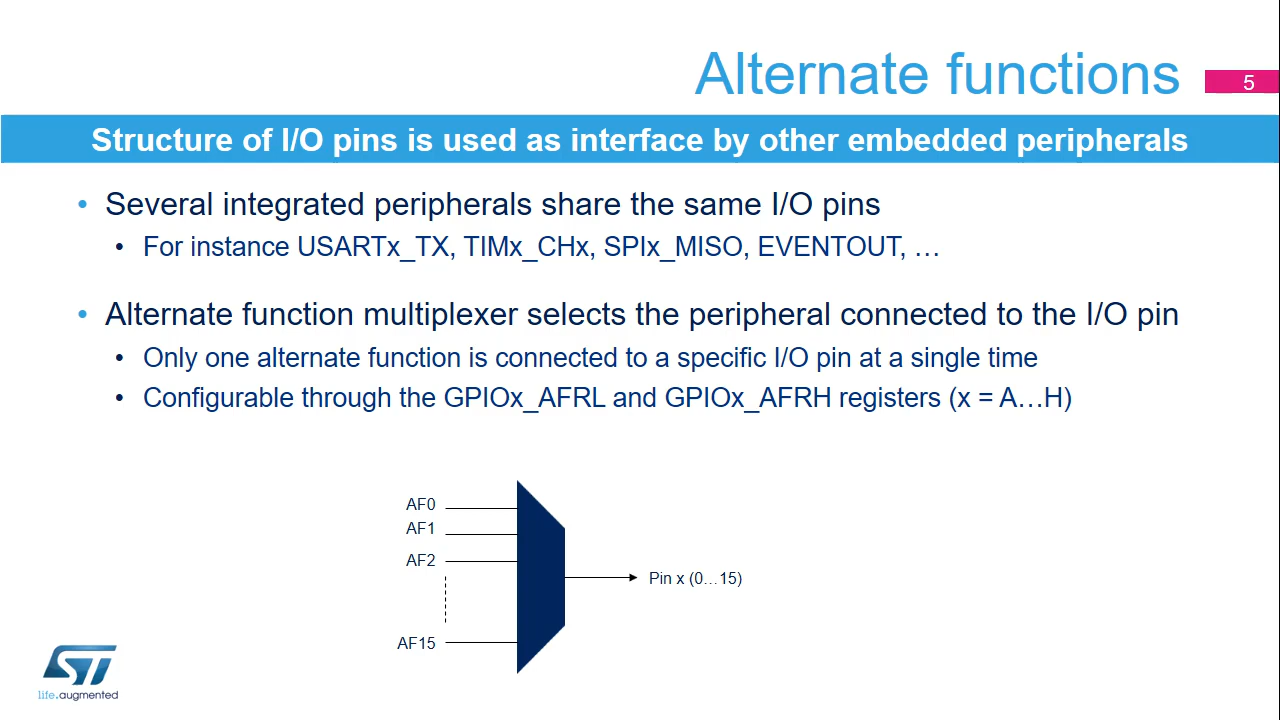 Alternate functions
5
Structure of I/O pins is used as interface by other embedded peripherals
• Several integrated peripherals share the same I/O pins
• For instance USARTx_TX, TIMx_CHx, SPIx_MISO, EVENTOUT, …
• Alternate function multiplexer selects the peripheral connected to the I/O pin
• Only one alternate function is connected to a specific I/O pin at a single time
• Configurable through the GPIOx_AFRL and GPIOx_AFRH registers (x = A…H)
AF0
AF1
AF2
Pin x (0…15)
AF15
ST
life.augmented